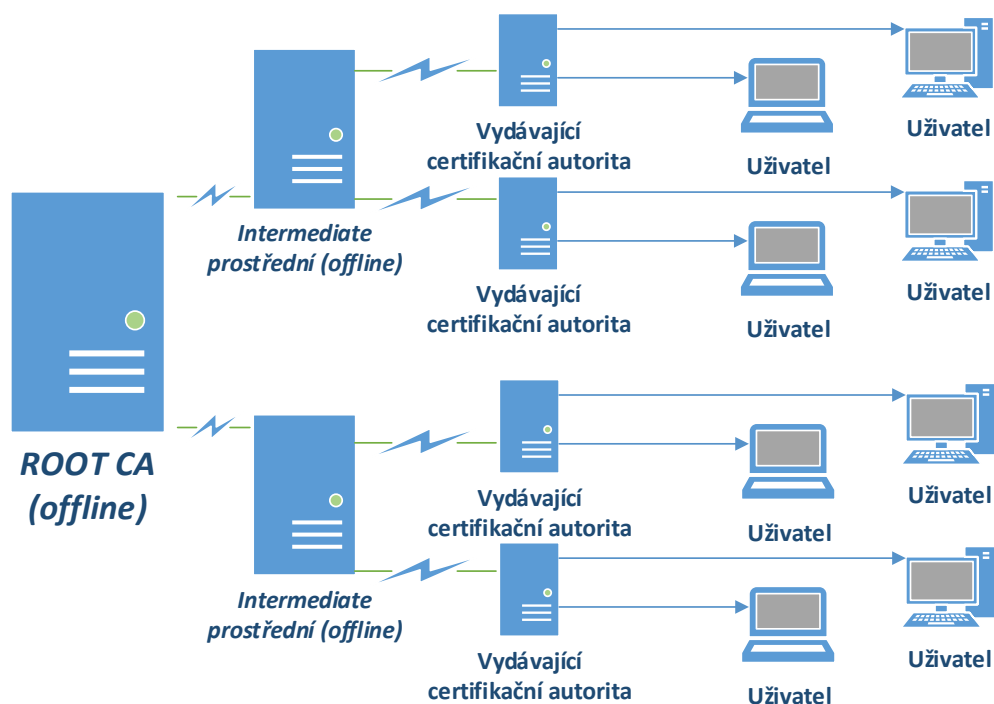 Vydávající
certifikační autorita
Uživatel
Uživatel
Intermediate
prostřední (offline)
Vydávající
certifikační autorita
Uživatel
Uživatel
ROOT CA
(offline)
Vydávající
certifikační autorita
Uživatel
Uživatel
Intermediate
prostřední (offline)
Vydávající
certifikační autorita
Uživatel
Uživatel